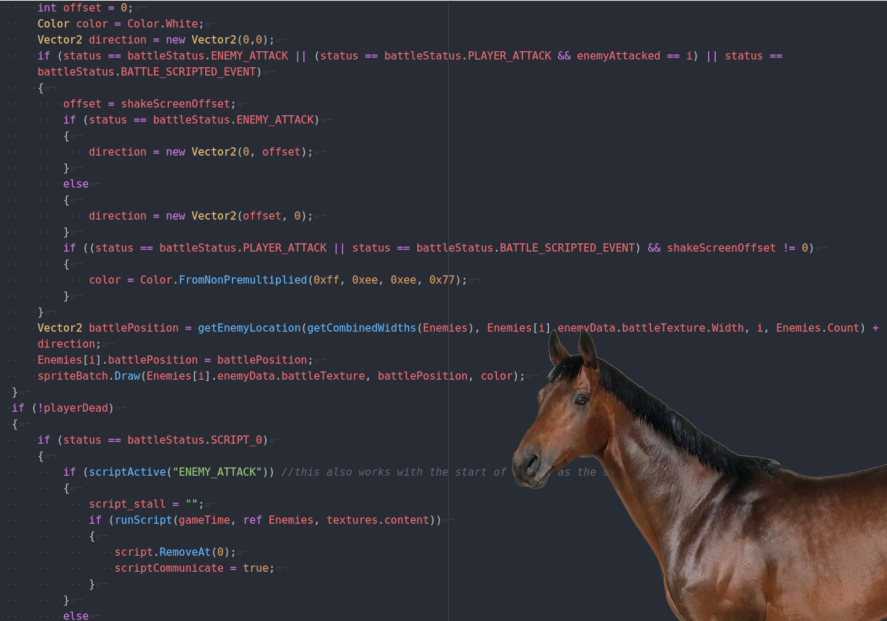 int offset = 0;
Color color = Color.White;
Vector2 direction = new Vector2(0,0);
if (status == battleStatus.ENEMY_ATTACK || (status == battleStatus.PLAYER_ATTACK && enemyAttacked == i) || status ==
battleStatus.BATTLE_SCRIPTED_EVENT)
{
offset = shakeScreenOffset;
if (status == battleStatus.ENEMY_ATTACK)
{
direction = new Vector2(0, offset);
}
else
{
direction = new Vector2(offset, 0);
}
if ((status == battleStatus.PLAYER_ATTACK || status == battleStatus.BATTLE_SCRIPTED_EVENT) && shakeScreenOffset != 0)
{
color = Color.FromNonPremultiplied(0xff, 0xee, 0xee, 0x77);
}
}
Vector2 battlePosition = getEnemyLocation(getCombinedWidths(Enemies), Enemies[i].enemyData.battleTexture.Width, i, Enemies.Count) +
direction;
Enemies[i].battlePosition = battlePosition;
spriteBatch.Draw(Enemies[i].enemyData.battleTexture, battlePosition, color);
}
if (!playerDead)
{
if (status == battleStatus.SCRIPT_0)
{
if (scriptActive("ENEMY_ATTACK")) //this also works with the start of as the
{
script_stall = "";
if (runScript(gameTime, ref Enemies, textures.content))
{
script.RemoveAt(0);
scriptCommunicate = true;
}
}
else